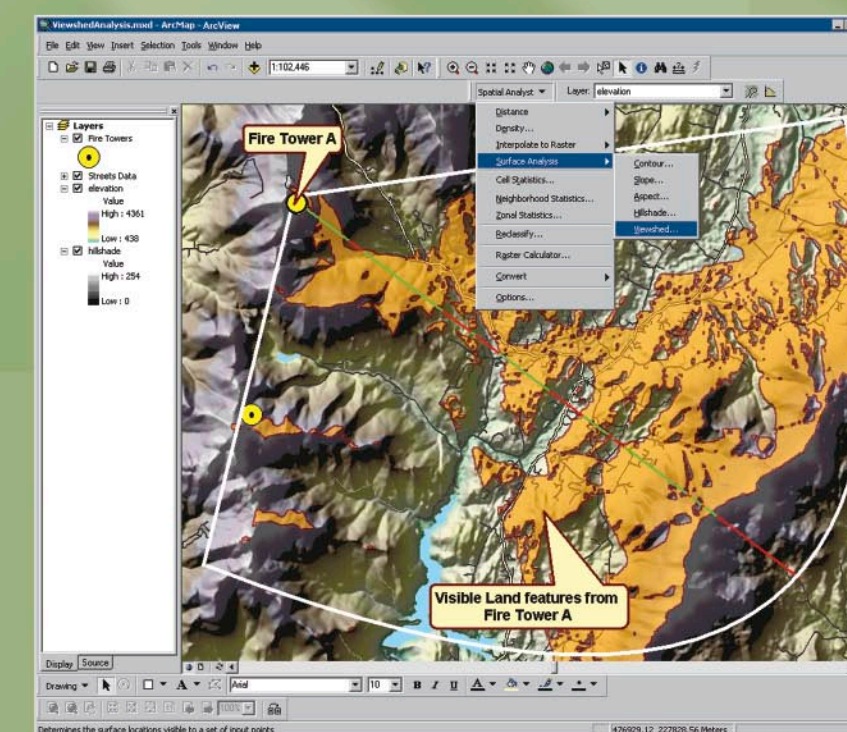 ViewshedAnalysis.mxd - ArcMap - ArcView
File Edit View Insert Selection Tools Window Help
1:102,446
Spatial Analyst Layer: elevation
Layers
Fire Towers
Streets Data
elevation
Value
High : 4361
Low : 438
hillshade
Value
High : 254
Low : 0
Fire Tower A
Distance
Density...
Interpolate to Raster
Surface Analysis
Cell Statistics...
Neighborhood Statistics...
Zonal Statistics...
Reclassify...
Raster Calculator...
Convert
Options...
Contour...
Slope...
Aspect...
Hillshade...
Viewshed...
Visible Land features from
Fire Tower A
Display Source
Drawing A Arial 10 B I U A
100%
Determines the surface locations visible to a set of input points
476929.12 227828.56 Meters